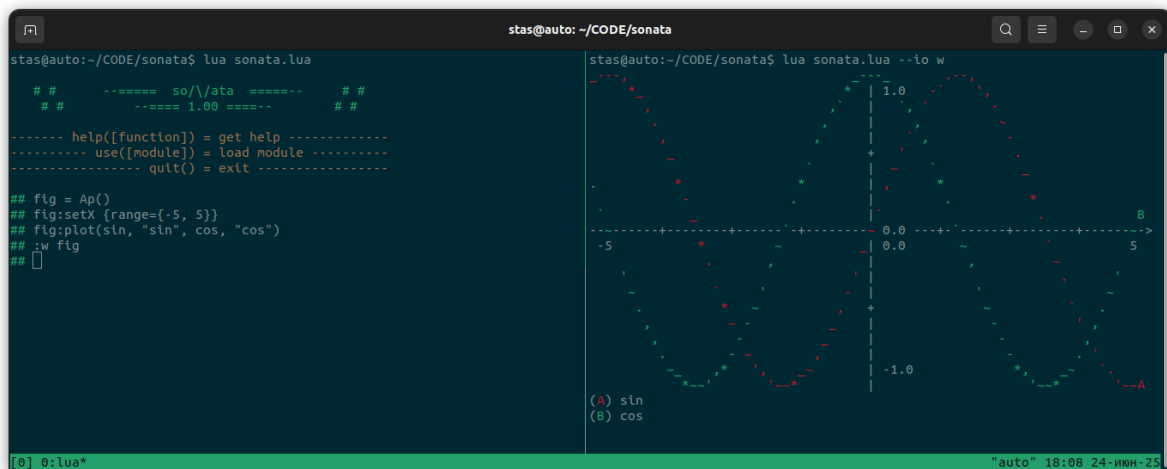 stas@auto: ~/CODE/sonata
stas@auto:~/CODE/sonata$ lua sonata.lua
# #      --=====  so/\/ata  =====--     # #
# #        --==== 1.00 ====--        # #
------- help([function]) = get help -------------
---------- use([module]) = load module ----------
----------------- quit() = exit -----------------
## fig = Ap()
## fig:setX {range={-5, 5}}
## fig:plot(sin, "sin", cos, "cos")
## :w fig
##
stas@auto:~/CODE/sonata$ lua sonata.lua --io w
1.0
B
0.0
-5
0.0
5
-1.0
A
(A) sin
(B) cos
[0] 0:lua*
"auto" 18:08 24-июн-25